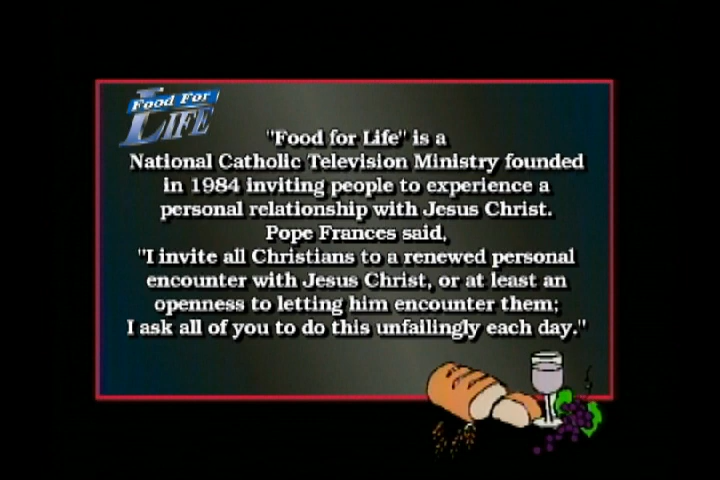 Food For
LIFE
"Food for Life" is a
National Catholic Television Ministry founded
in 1984 inviting people to experience a
personal relationship with Jesus Christ.
Pope Frances said,
"I invite all Christians to a renewed personal
encounter with Jesus Christ, or at least an
openness to letting him encounter them;
I ask all of you to do this unfailingly each day."